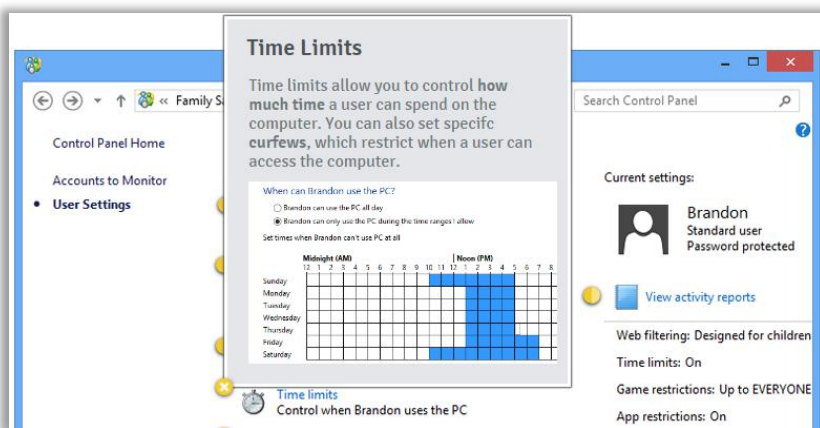 Time Limits
Time limits allow you to control how
much time a user can spend on the
computer. You can also set specifc
curfews, which restrict when a user can
access the computer.
When can Brandon use the PC?
Brandon can use the PC all day
Brandon can only use the PC during the time ranges I allow
Set times when Brandon can't use PC at all
Midnight (AM) Noon (PM)
12 1 2 3 4 5 6 7 8 9 10 11 12 1 2 3 4 5 6 7 8
Sunday
Monday
Tuesday
Wednesday
Thursday
Friday
Saturday
« Family S
Search Control Panel
Control Panel Home
Accounts to Monitor
User Settings
Current settings:
Brandon
Standard user
Password protected
View activity reports
Web filtering: Designed for children
Time limits: On
Game restrictions: Up to EVERYONE
App restrictions: On
Time limits
Control when Brandon uses the PC